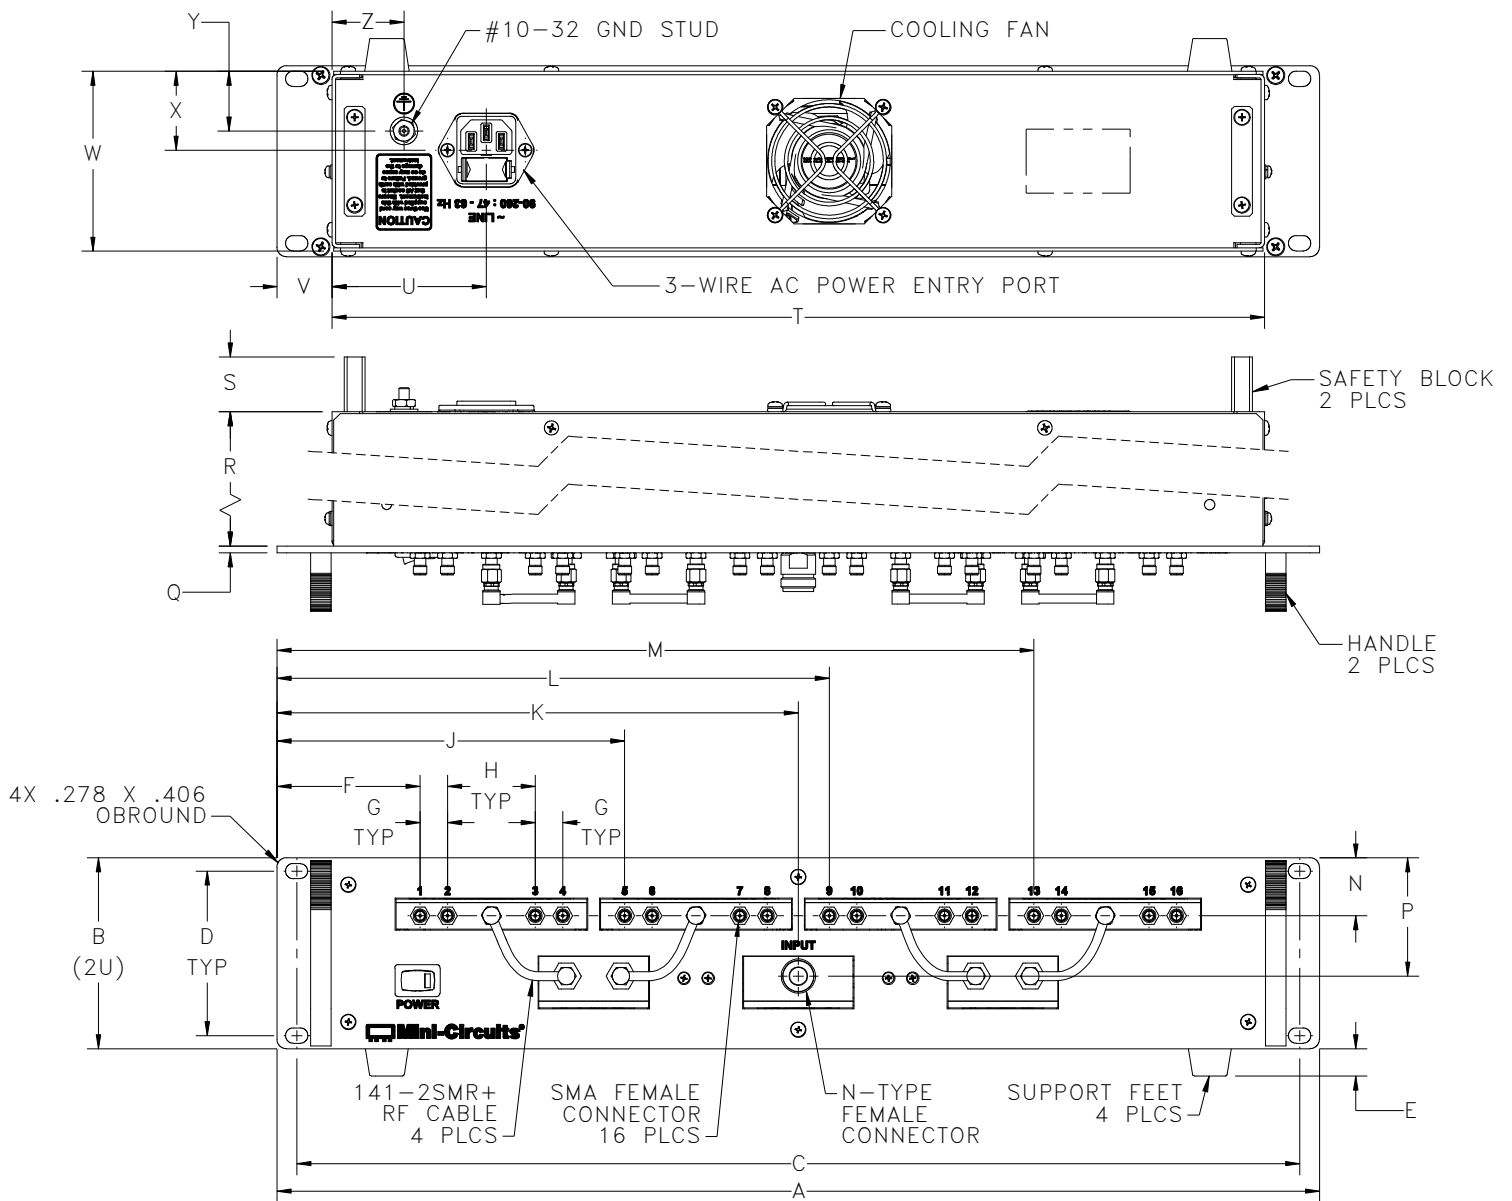 Y
Z
#10-32 GND STUD
COOLING FAN
X
W
CAUTION
~ LINE
90-260 : 47 - 63 Hz
V
U
3-WIRE AC POWER ENTRY PORT
T
S
SAFETY BLOCK
2 PLCS
R
Q
HANDLE
2 PLCS
M
L
K
J
F
H
TYP
G
TYP
G
TYP
4X .278 X .406
OBROUND
1 2 3 4 5 6 7 8 9 10 11 12 13 14 15 16
N
P
B
(2U)
D
TYP
INPUT
POWER
Mini-Circuits®
141-2SMR+
RF CABLE
4 PLCS
SMA FEMALE
CONNECTOR
16 PLCS
N-TYPE
FEMALE
CONNECTOR
SUPPORT FEET
4 PLCS
E
C
A